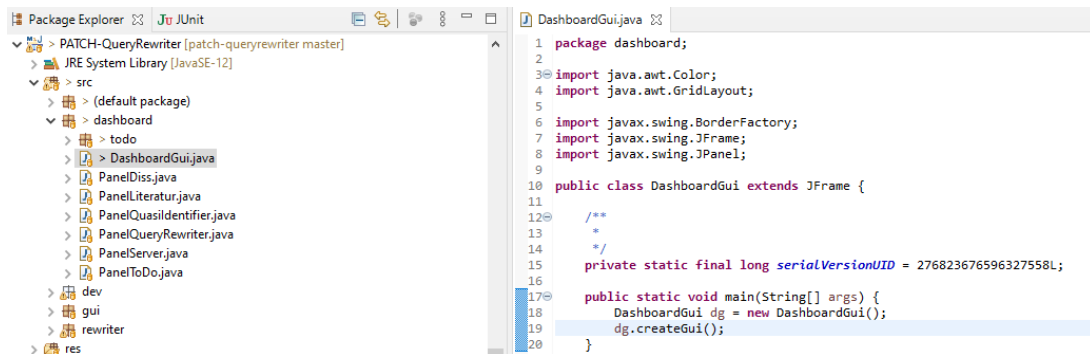 Package Explorer
JUnit
> PATCH-QueryRewriter [patch-queryrewriter master]
JRE System Library [JavaSE-12]
> src
> (default package)
> dashboard
> todo
> DashboardGui.java
PanelDiss.java
PanelLiteratur.java
PanelQuasiIdentifier.java
PanelQueryRewriter.java
PanelServer.java
PanelToDo.java
dev
gui
rewriter
res
DashboardGui.java
1 package dashboard;
2
3 import java.awt.Color;
4 import java.awt.GridLayout;
5
6 import javax.swing.BorderFactory;
7 import javax.swing.JFrame;
8 import javax.swing.JPanel;
9
10 public class DashboardGui extends JFrame {
11
12 /**
13 *
14 */
15 private static final long serialVersionUID = 276823676596327558L;
16
17 public static void main(String[] args) {
18 DashboardGui dg = new DashboardGui();
19 dg.createGui();
20 }